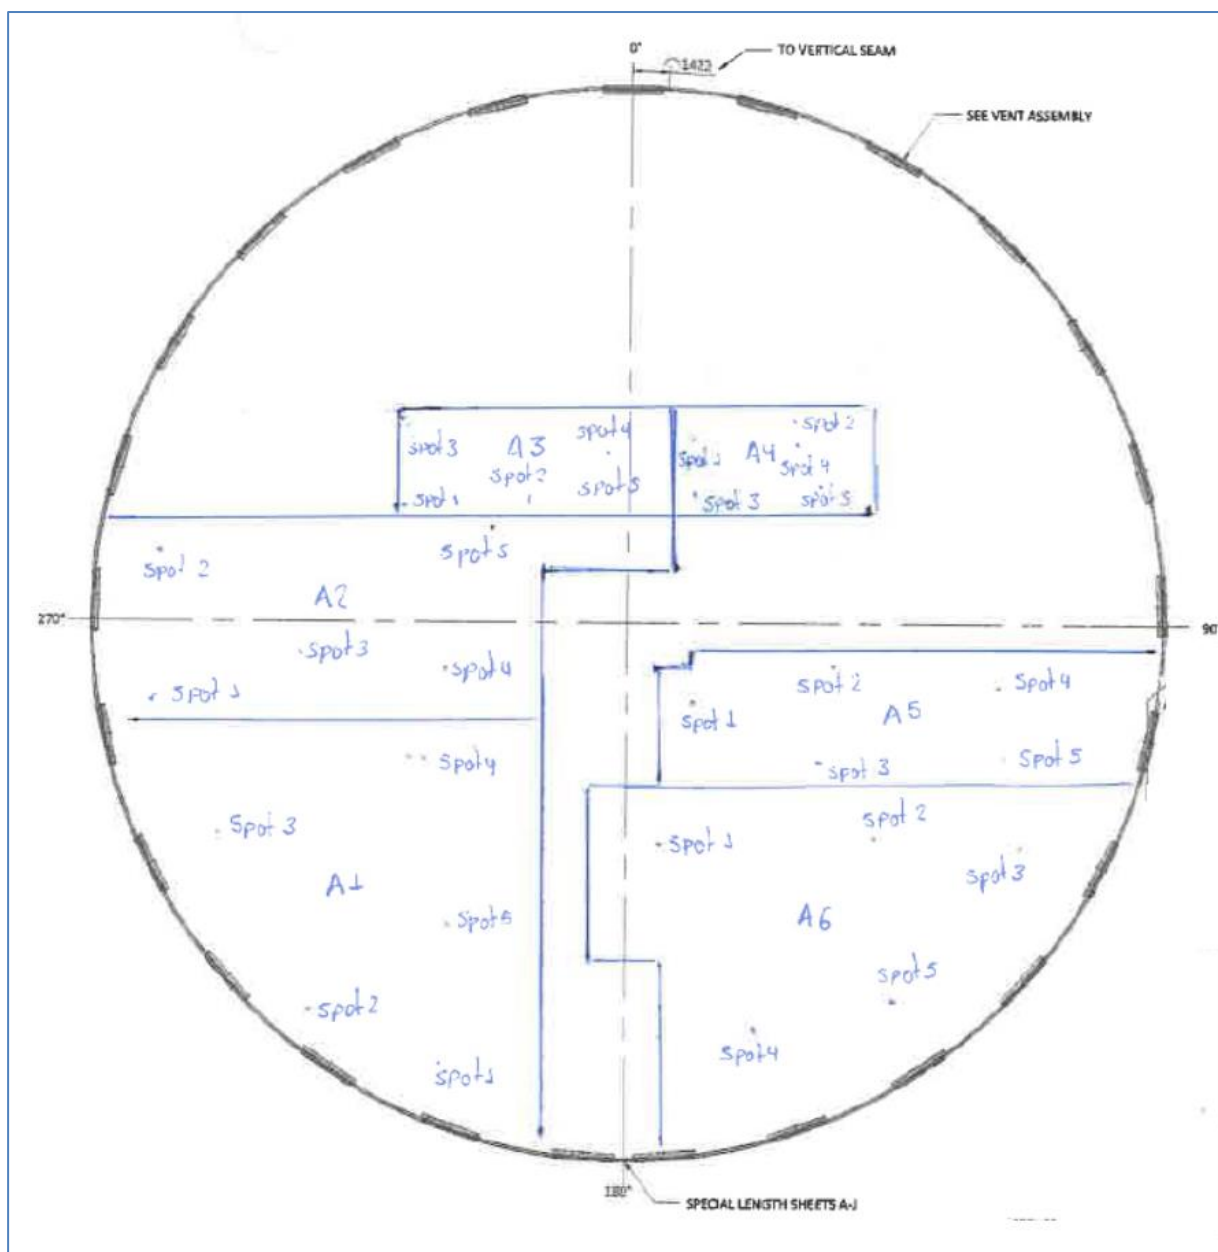 0°
1422
TO VERTICAL SEAM
SEE VENT ASSEMBLY
spot 4
spot 2
spot 3
A3
A4
spot 1
spot 4
spot 2
spot 5
spot 1
spot 3
spot 5
spot 5
spot 2
A2
270°
90°
spot 3
spot 4
spot 1
spot 2
spot 4
spot 1
A5
spot 4
spot 3
spot 5
spot 2
spot 3
spot 1
spot 3
A1
spot 5
A6
spot 5
spot 2
spot 4
spot 1
180°
SPECIAL LENGTH SHEETS A-J